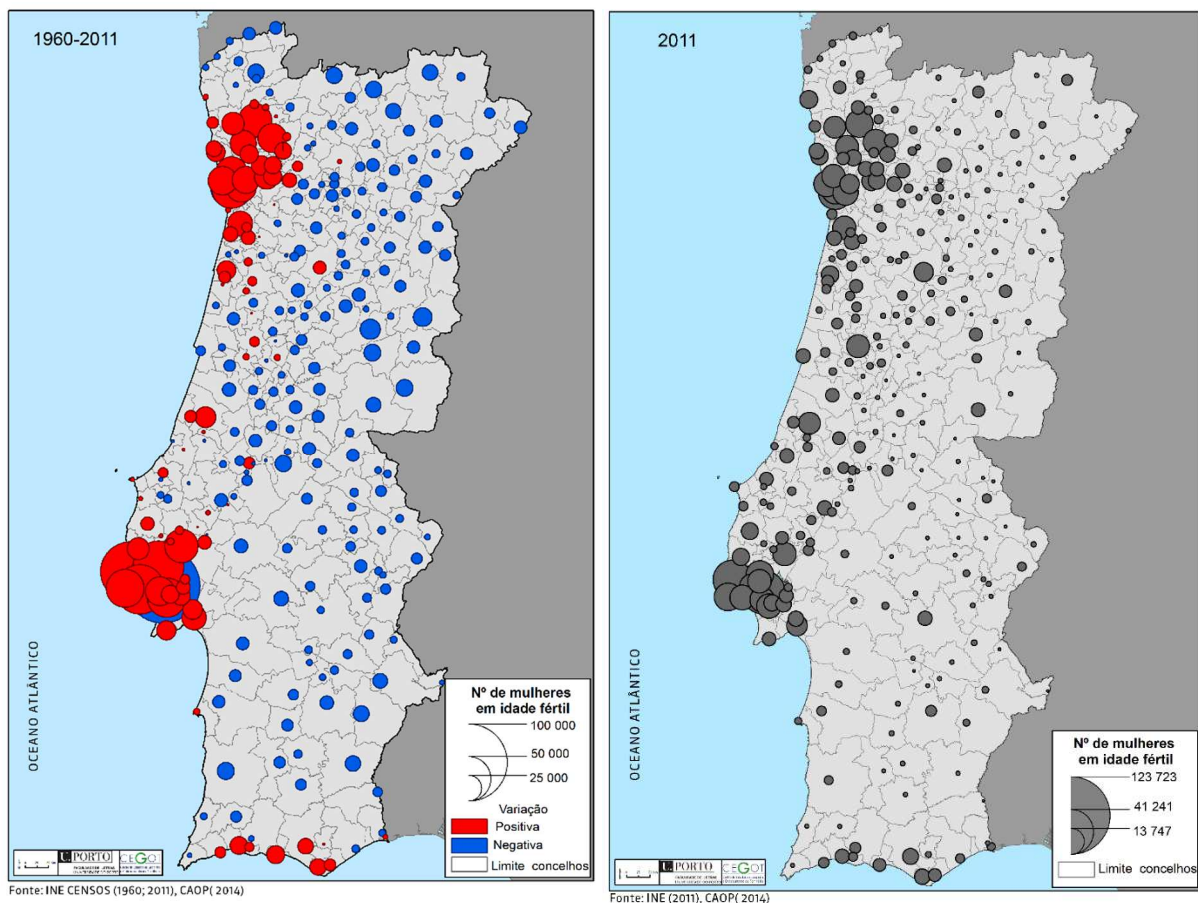 1960-2011
OCEANO ATLÂNTICO
Nº de mulheres
em idade fértil
100 000
50 000
25 000
Variação
Positiva
Negativa
Limite concelhos
U.PORTO
CEGOT
Fonte: INE CENSOS (1960; 2011), CAOP( 2014)
2011
OCEANO ATLÂNTICO
Nº de mulheres
em idade fértil
123 723
41 241
13 747
Limite concelhos
U.PORTO
CEGOT
Fonte: INE (2011), CAOP( 2014)